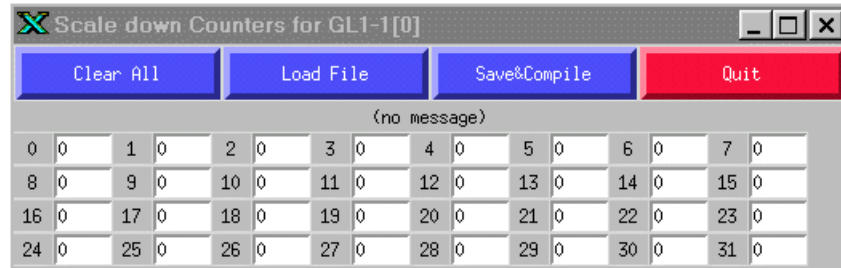 Scale down Counters for GL1-1[0]
Clear All Load File Save&Compile Quit
(no message)
0 0 1 0 2 0 3 0 4 0 5 0 6 0 7 0
8 0 9 0 10 0 11 0 12 0 13 0 14 0 15 0
16 0 17 0 18 0 19 0 20 0 21 0 22 0 23 0
24 0 25 0 26 0 27 0 28 0 29 0 30 0 31 0